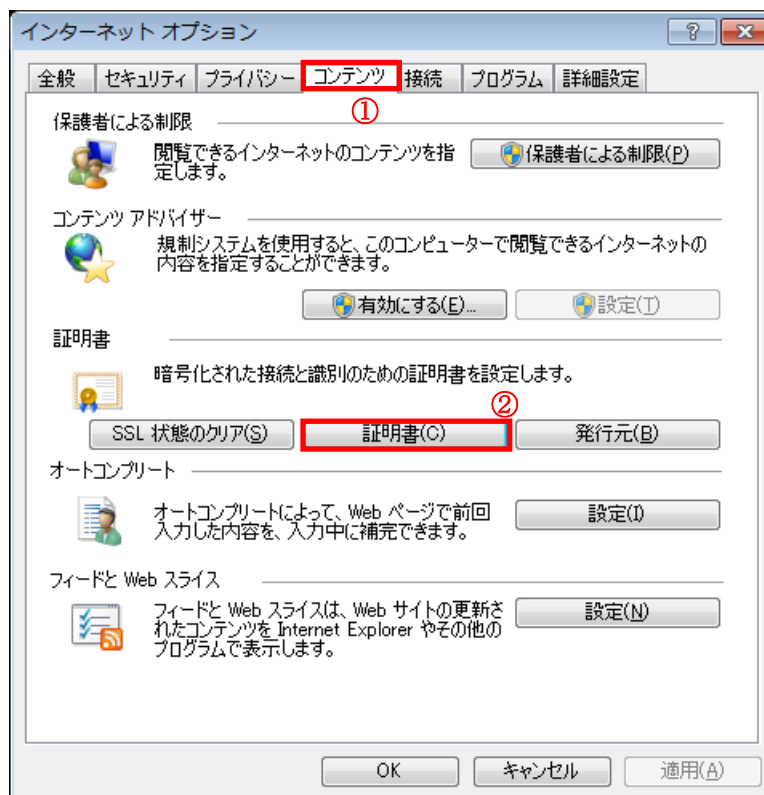 インターネット オプション
全般 セキュリティ プライバシー コンテンツ 接続 プログラム 詳細設定
①
保護者による制限
閲覧できるインターネットのコンテンツを指
定します。
保護者による制限(P)
コンテンツ アドバイザー
規制システムを使用すると、このコンピューターで閲覧できるインターネットの
内容を指定することができます。
有効にする(E)... 設定(T)
証明書
暗号化された接続と識別のための証明書を設定します。
②
SSL 状態のクリア(S) 証明書(C) 発行元(B)
オートコンプリート
オートコンプリートによって、Web ページで前回
入力した内容を、入力中に補完できます。
設定(I)
フィードと Web スライス
フィードと Web スライスは、Web サイトの更新さ
れたコンテンツを Internet Explorer やその他の
プログラムで表示します。
設定(N)
OK キャンセル 適用(A)